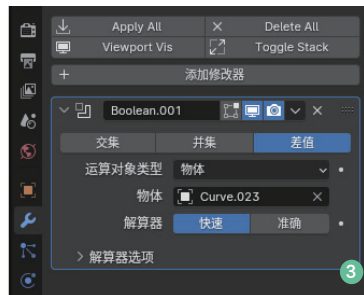 Apply All
Delete All
Viewport Vis
Toggle Stack
添加修改器
Boolean.001
交集
并集
差值
运算对象类型
物体
物体
Curve.023
解算器
快速
准确
解算器选项
3